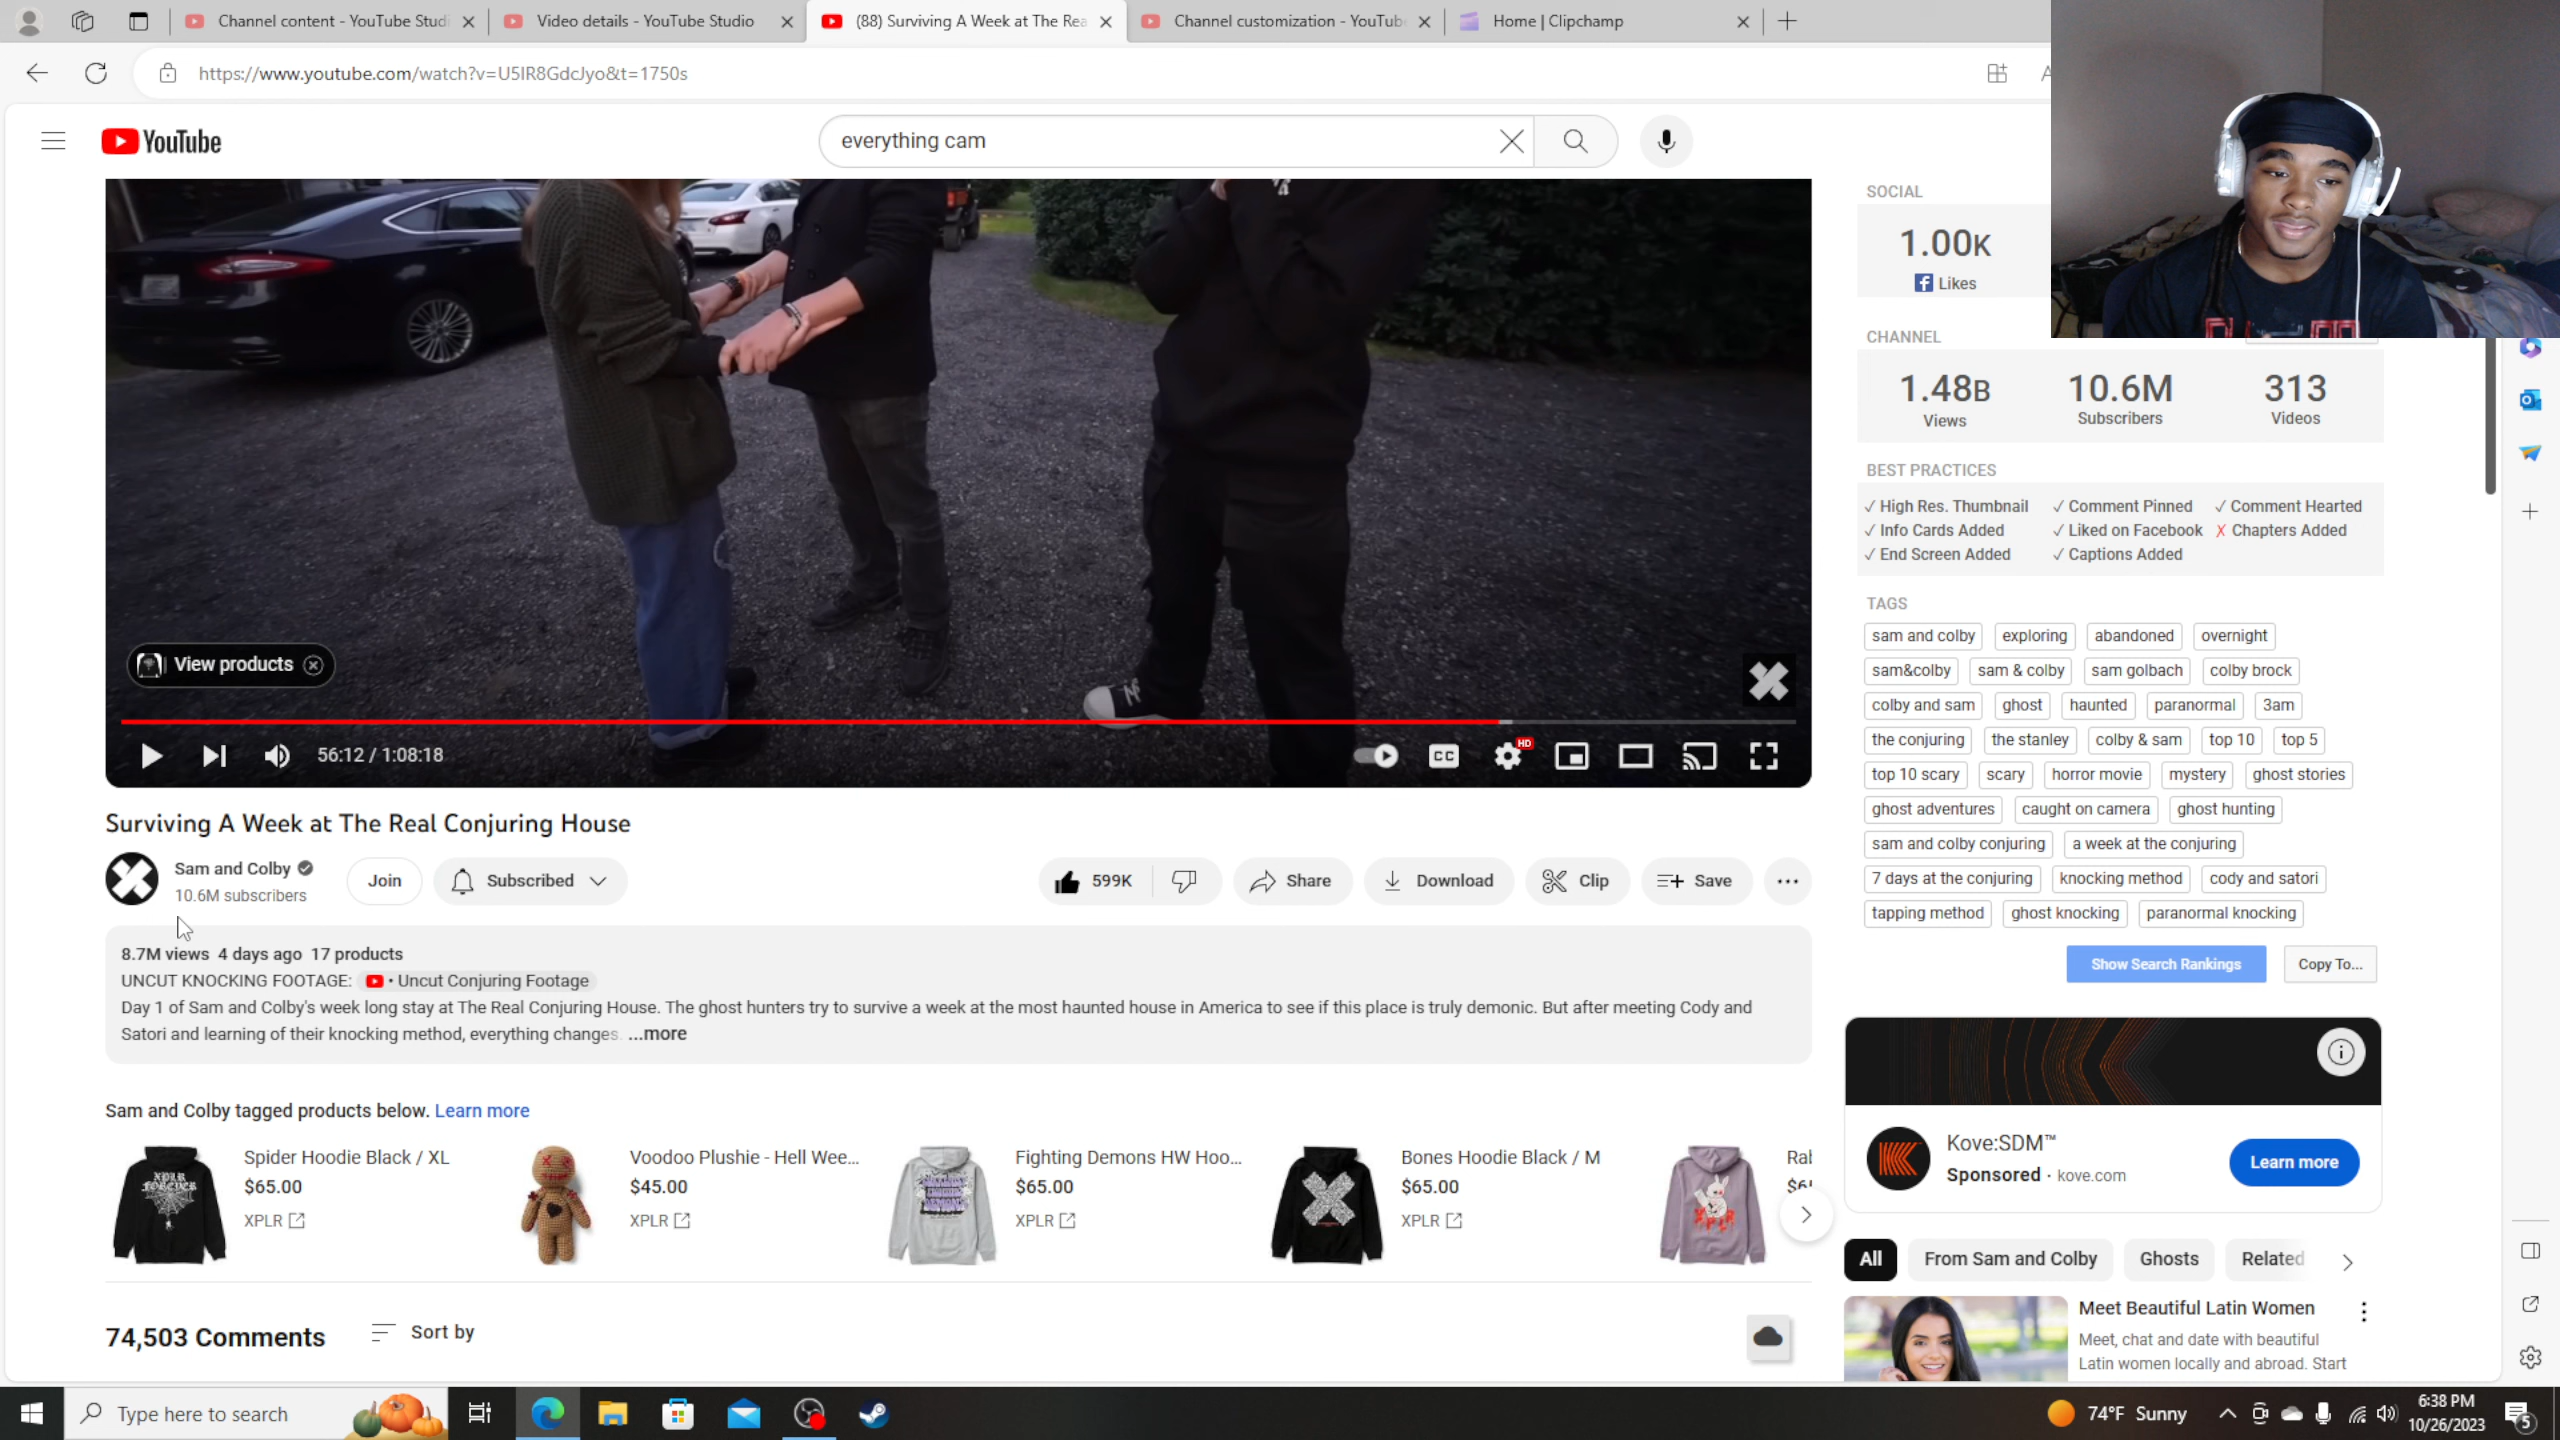 Channel content - YouTube Studi
Video details - YouTube Studio
(88) Surviving A Week at The Rea
Channel customization - YouTub
Home | Clipchamp
https://www.youtube.com/watch?v=U5IR8GdcJyo&t=1750s
YouTube
everything cam
SOCIAL
1.00K
Likes
CHANNEL
1.48B 10.6M 313
Views Subscribers Videos
BEST PRACTICES
✓ High Res. Thumbnail ✓ Comment Pinned ✓ Comment Hearted
✓ Info Cards Added ✓ Liked on Facebook X Chapters Added
✓ End Screen Added ✓ Captions Added
TAGS
sam and colby exploring abandoned overnight
sam&colby sam & colby sam golbach colby brock
colby and sam ghost haunted paranormal 3am
the conjuring the stanley colby & sam top 10 top 5
top 10 scary scary horror movie mystery ghost stories
ghost adventures caught on camera ghost hunting
sam and colby conjuring a week at the conjuring
7 days at the conjuring knocking method cody and satori
tapping method ghost knocking paranormal knocking
Show Search Rankings Copy To...
View products
56:12 / 1:08:18
CC
HD
Surviving A Week at The Real Conjuring House
Sam and Colby
10.6M subscribers
Join
Subscribed
599K
Share
Download
Clip
Save
8.7M views 4 days ago 17 products
UNCUT KNOCKING FOOTAGE: • Uncut Conjuring Footage
Day 1 of Sam and Colby's week long stay at The Real Conjuring House. The ghost hunters try to survive a week at the most haunted house in America to see if this place is truly demonic. But after meeting Cody and
Satori and learning of their knocking method, everything changes. ...more
Sam and Colby tagged products below. Learn more
Spider Hoodie Black / XL
$65.00
XPLR
Voodoo Plushie - Hell Wee...
$45.00
XPLR
Fighting Demons HW Hoo...
$65.00
XPLR
Bones Hoodie Black / M
$65.00
XPLR
XPLR
FOREVER
74,503 Comments
Sort by
Kove:SDM™
Sponsored · kove.com
Learn more
All From Sam and Colby Ghosts Related
Meet Beautiful Latin Women
Meet, chat and date with beautiful
Latin women locally and abroad. Start
Type here to search
74°F Sunny
6:38 PM
10/26/2023
5